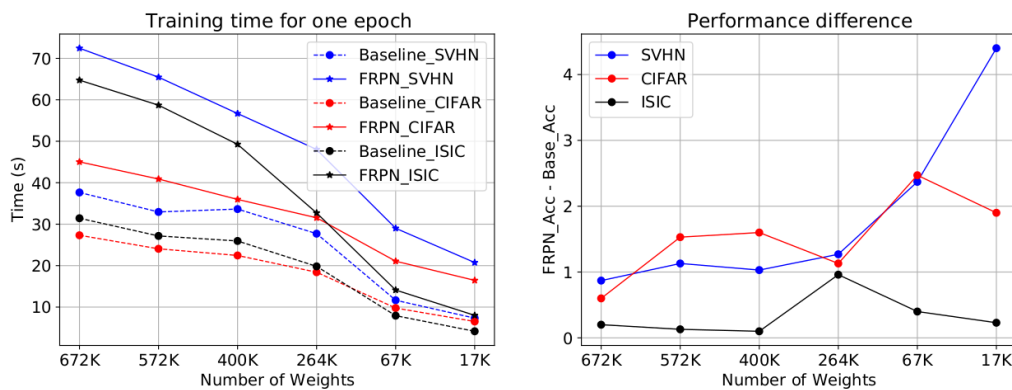 Training time for one epoch
Time (s)
70
60
50
40
30
20
10
Baseline_SVHN
FRPN_SVHN
Baseline_CIFAR
FRPN_CIFAR
Baseline_ISIC
FRPN_ISIC
672K 572K 400K 264K 67K 17K
Number of Weights
Performance difference
FRPN_Acc - Base_Acc
4
3
2
1
0
SVHN
CIFAR
ISIC
672K 572K 400K 264K 67K 17K
Number of Weights